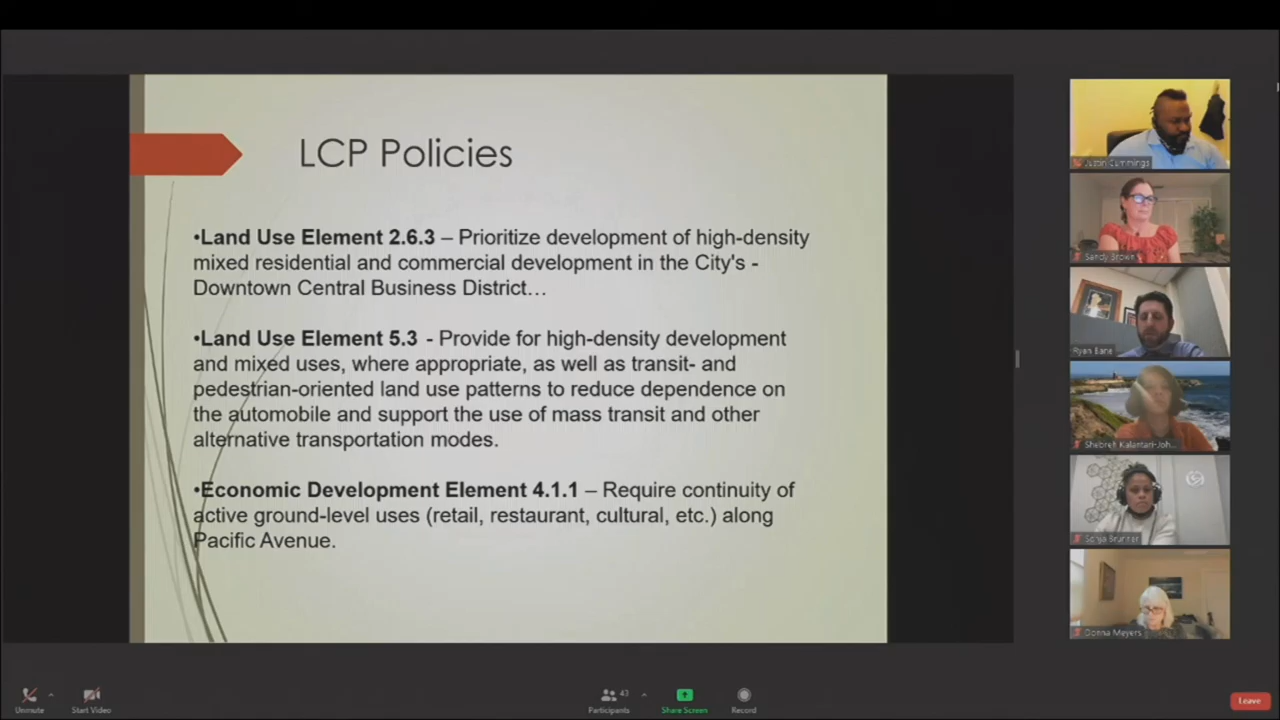 LCP Policies
•Land Use Element 2.6.3 – Prioritize development of high-density
mixed residential and commercial development in the City's -
Downtown Central Business District…
•Land Use Element 5.3 - Provide for high-density development
and mixed uses, where appropriate, as well as transit- and
pedestrian-oriented land use patterns to reduce dependence on
the automobile and support the use of mass transit and other
alternative transportation modes.
•Economic Development Element 4.1.1 – Require continuity of
active ground-level uses (retail, restaurant, cultural, etc.) along
Pacific Avenue.
Justin Cummings
Sandy Brown
Ryan Bane
Shebreh Kalantari-Joh...
Sonja Brunner
Donna Meyers
Unmute
Start Video
Participants
43
Share Screen
Record
Leave